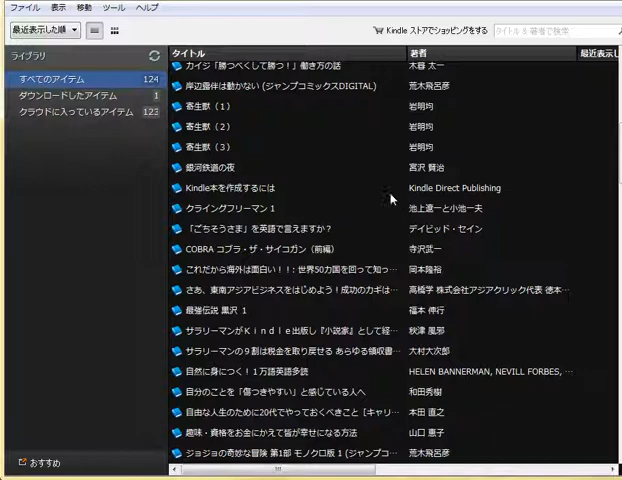 ファイル 表示 移動 ツール ヘルプ
最近表示した順 Kindle ストアでショッピングをする タイトル & 著者で検索
ライブラリ
すべてのアイテム 124
ダウンロードしたアイテム 1
クラウドに入っているアイテム 123
おすすめ
タイトル 著者 最近表示し
カイジ「勝つべくして勝つ！」働き方の話 木暮 太一
岸辺露伴は動かない (ジャンプコミックスDIGITAL) 荒木飛呂彦
寄生獣（1） 岩明均
寄生獣（2） 岩明均
寄生獣（3） 岩明均
銀河鉄道の夜 宮沢 賢治
Kindle本を作成するには Kindle Direct Publishing
クライングフリーマン 1 池上遼一と小池一夫
「ごちそうさま」を英語で言えますか？ デイビッド・セイン
COBRA コブラ・ザ・サイコガン（前編） 寺沢武一
これだから海外は面白い！！: 世界50カ国を回って知っ… 岡本隆裕
さあ、東南アジアビジネスをはじめよう！成功のカギは… 高橋学 株式会社アジアクリック代表 徳本…
最強伝説 黒沢 1 福本 伸行
サラリーマンがＫｉｎｄｌｅ出版し『小説家』として経… 秋津 風邪
サラリーマンの９割は税金を取り戻せる あらゆる領収書… 大村大次郎
自然に身につく！１万語英語多読 HELEN BANNERMAN, NEVILL FORBES, …
自分のことを「傷つきやすい」と感じている人へ 和田秀樹
自由な人生のために20代でやっておくべきこと［キャリ… 本田 直之
趣味・資格をお金にかえて皆が幸せになる方法 山口 恵子
ジョジョの奇妙な冒険 第1部 モノクロ版 1 (ジャンプコ… 荒木飛呂彦